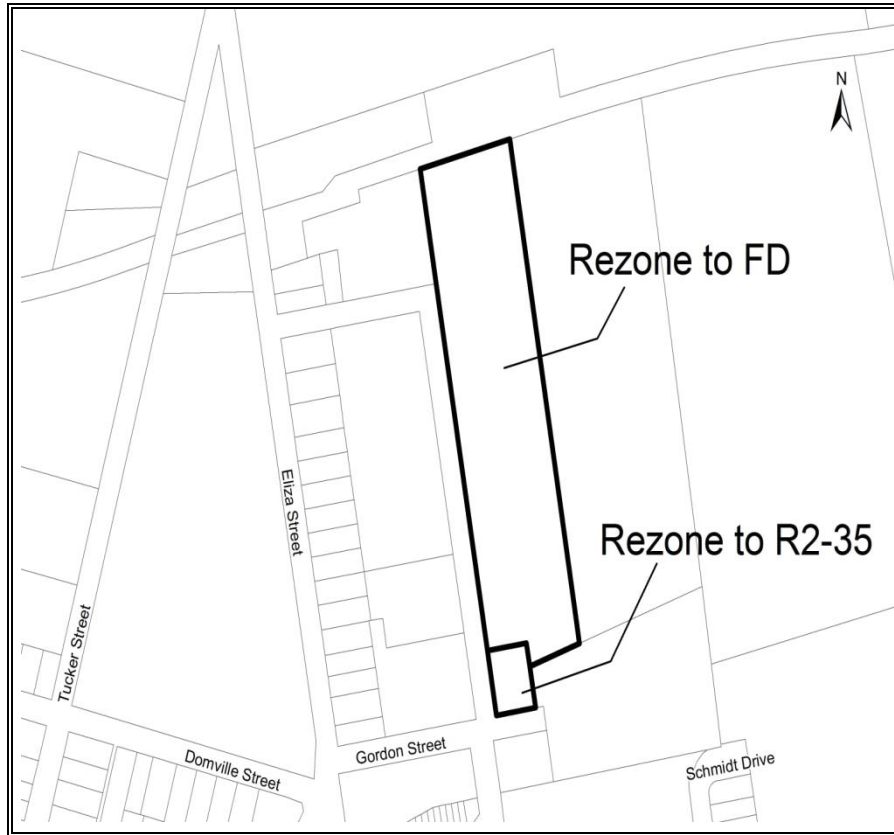 N
Rezone to FD
Rezone to R2-35
Eliza Street
Tucker Street
Domville Street
Gordon Street
Schmidt Drive